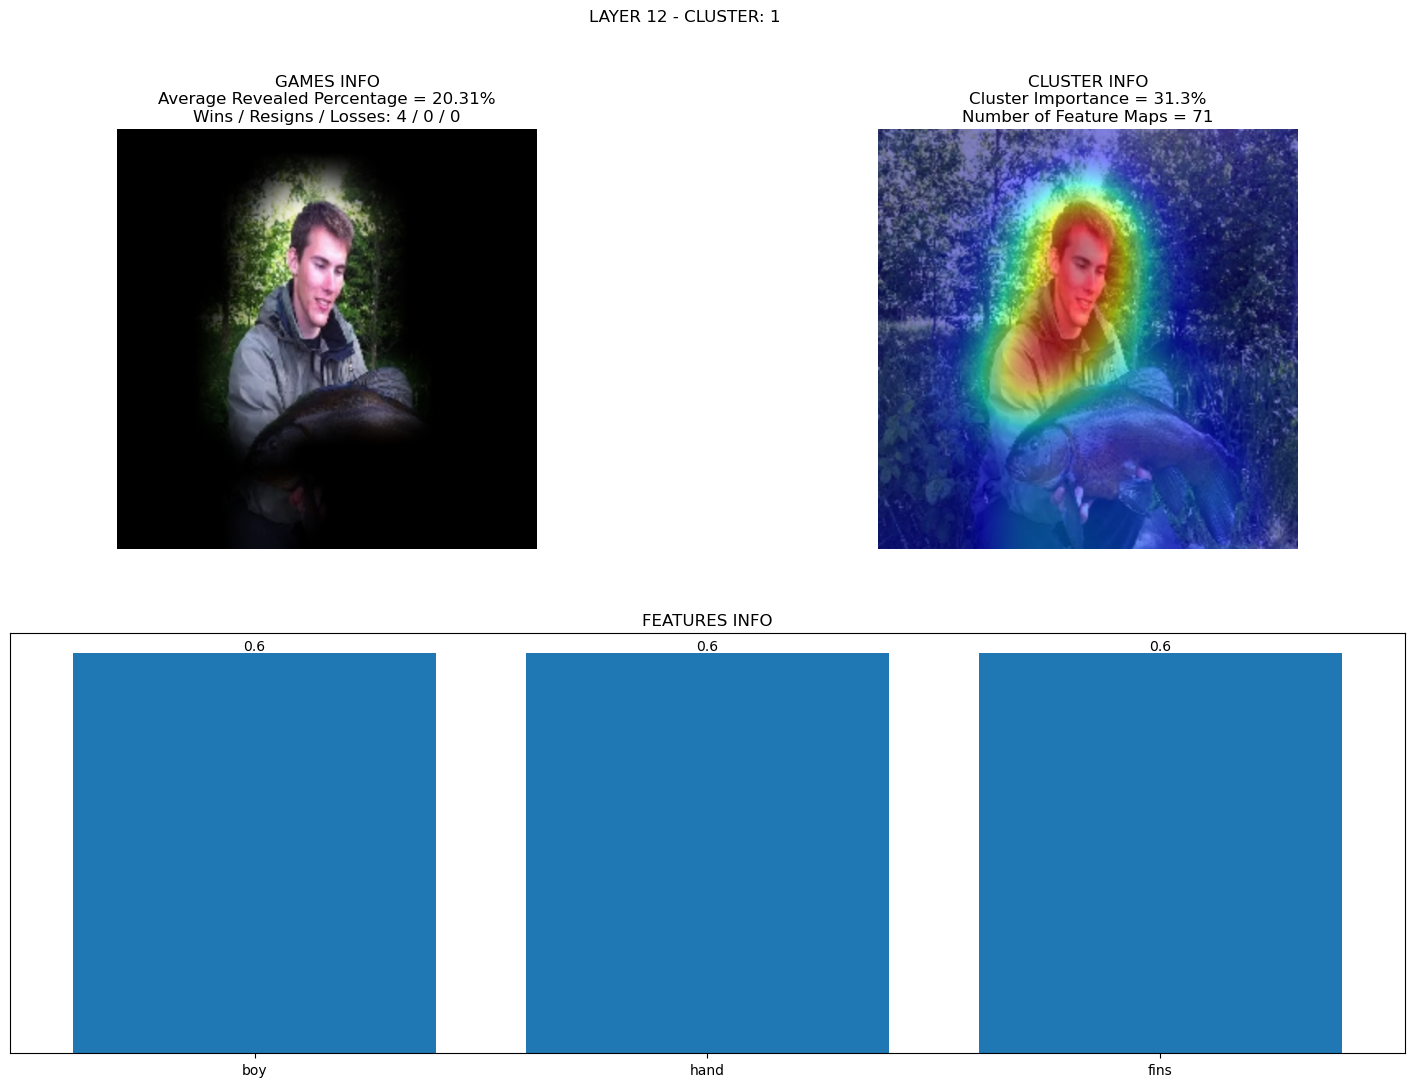 LAYER 12 - CLUSTER: 1
GAMES INFO
Average Revealed Percentage = 20.31%
Wins / Resigns / Losses: 4 / 0 / 0
CLUSTER INFO
Cluster Importance = 31.3%
Number of Feature Maps = 71
FEATURES INFO
0.6
0.6
0.6
boy
hand
fins